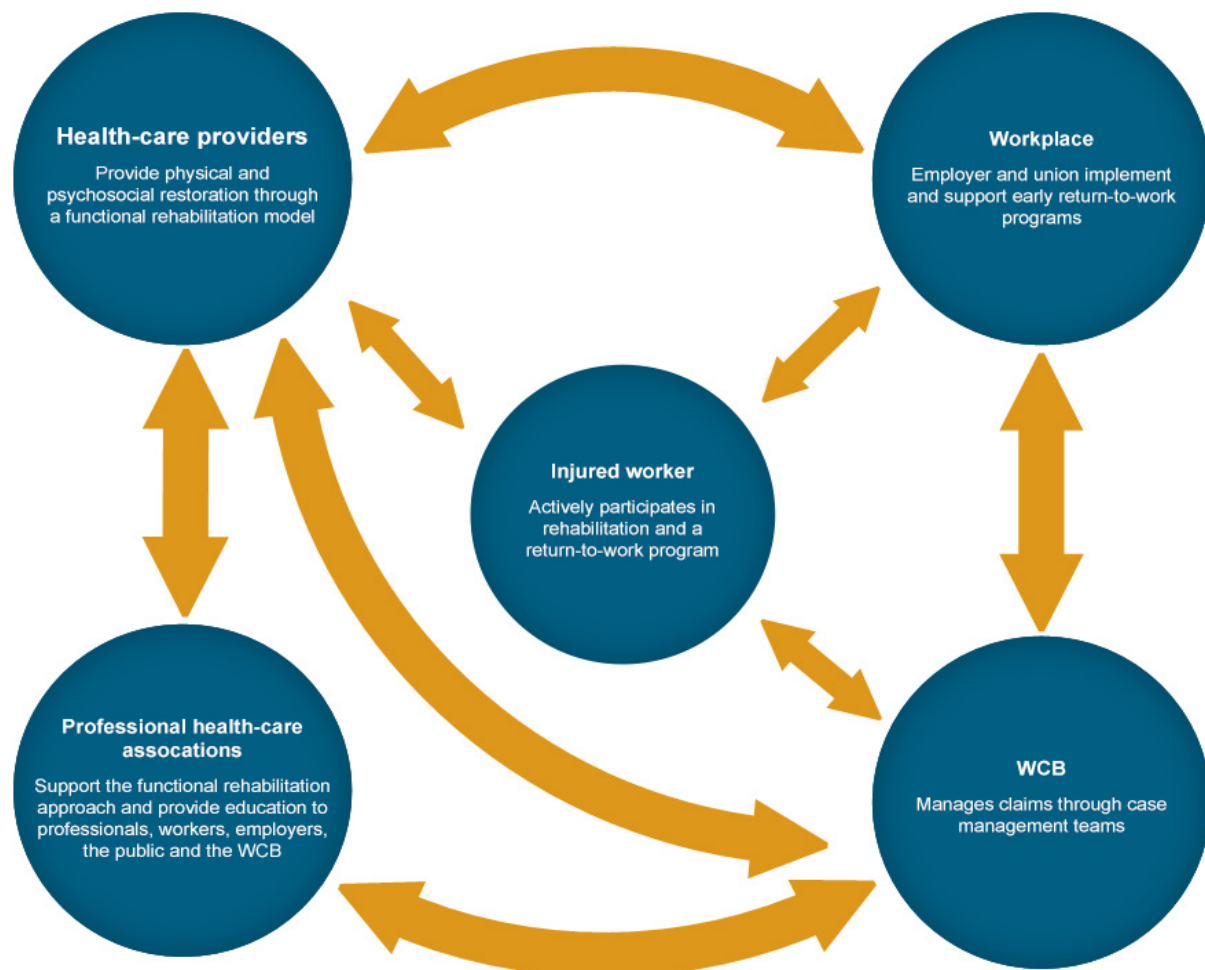 Health-care providers
Provide physical and
psychosocial restoration through
a functional rehabilitation model
Workplace
Employer and union implement
and support early return-to-work
programs
Injured worker
Actively participates in
rehabilitation and a
return-to-work program
Professional health-care
assocations
Support the functional rehabilitation
approach and provide education to
professionals, workers, employers,
the public and the WCB
WCB
Manages claims through case
management teams